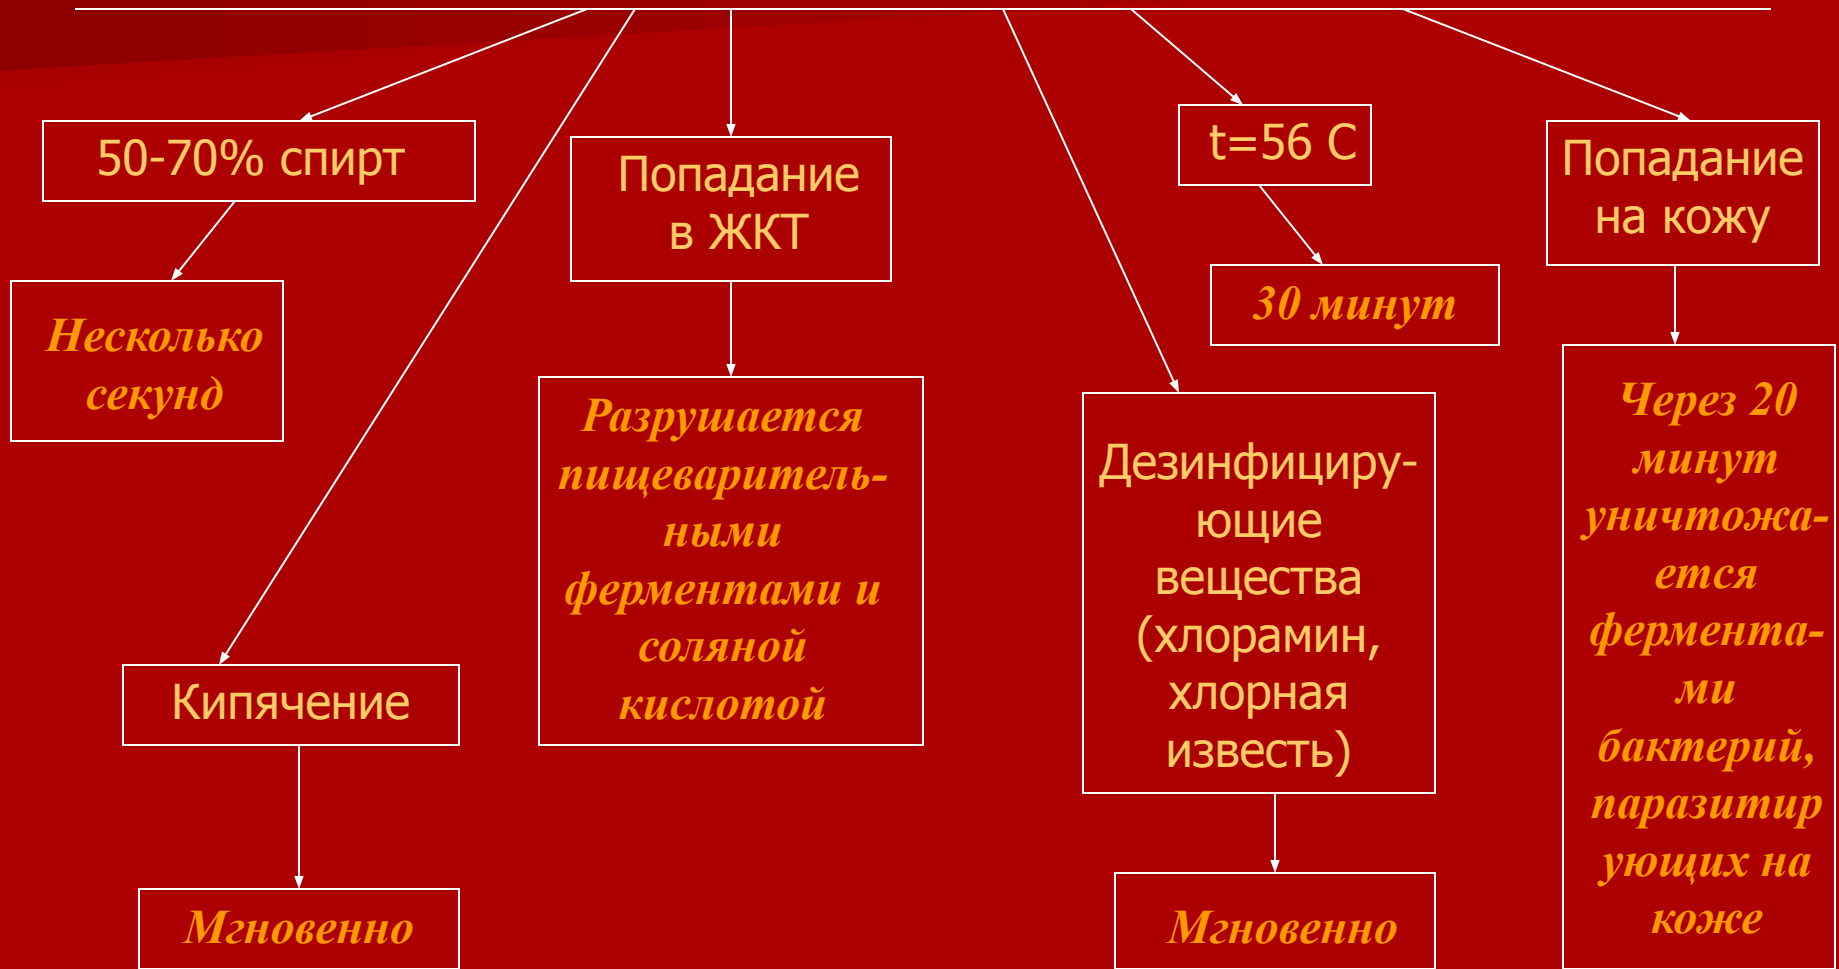 50-70% спирт
Несколько
секунд
Кипячение
Мгновенно
Попадание
в ЖКТ
Разрушается
пищеваритель-
ными
ферментами и
соляной
кислотой
Дезинфициру-
ющие
вещества
(хлорамин,
хлорная
известь)
Мгновенно
t=56 C
30 минут
Попадание
на кожу
Через 20
минут
уничтожа-
ется
фермента-
ми
бактерий,
паразитир
ующих на
коже